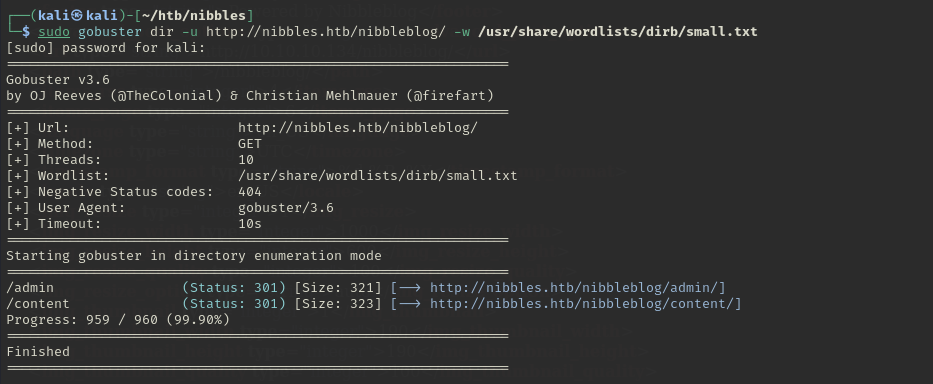 ┌──(kali㉿kali)-[~/htb/nibbles]
└─$ sudo gobuster dir -u http://nibbles.htb/nibbleblog/ -w /usr/share/wordlists/dirb/small.txt
[sudo] password for kali:
===============================================================
Gobuster v3.6
by OJ Reeves (@TheColonial) & Christian Mehlmauer (@firefart)
===============================================================
[+] Url:                     http://nibbles.htb/nibbleblog/
[+] Method:                  GET
[+] Threads:                 10
[+] Wordlist:                /usr/share/wordlists/dirb/small.txt
[+] Negative Status codes:   404
[+] User Agent:              gobuster/3.6
[+] Timeout:                 10s
===============================================================
Starting gobuster in directory enumeration mode
===============================================================
/admin                (Status: 301) [Size: 321] [--> http://nibbles.htb/nibbleblog/admin/]
/content              (Status: 301) [Size: 323] [--> http://nibbles.htb/nibbleblog/content/]
Progress: 959 / 960 (99.90%)
===============================================================
Finished
===============================================================